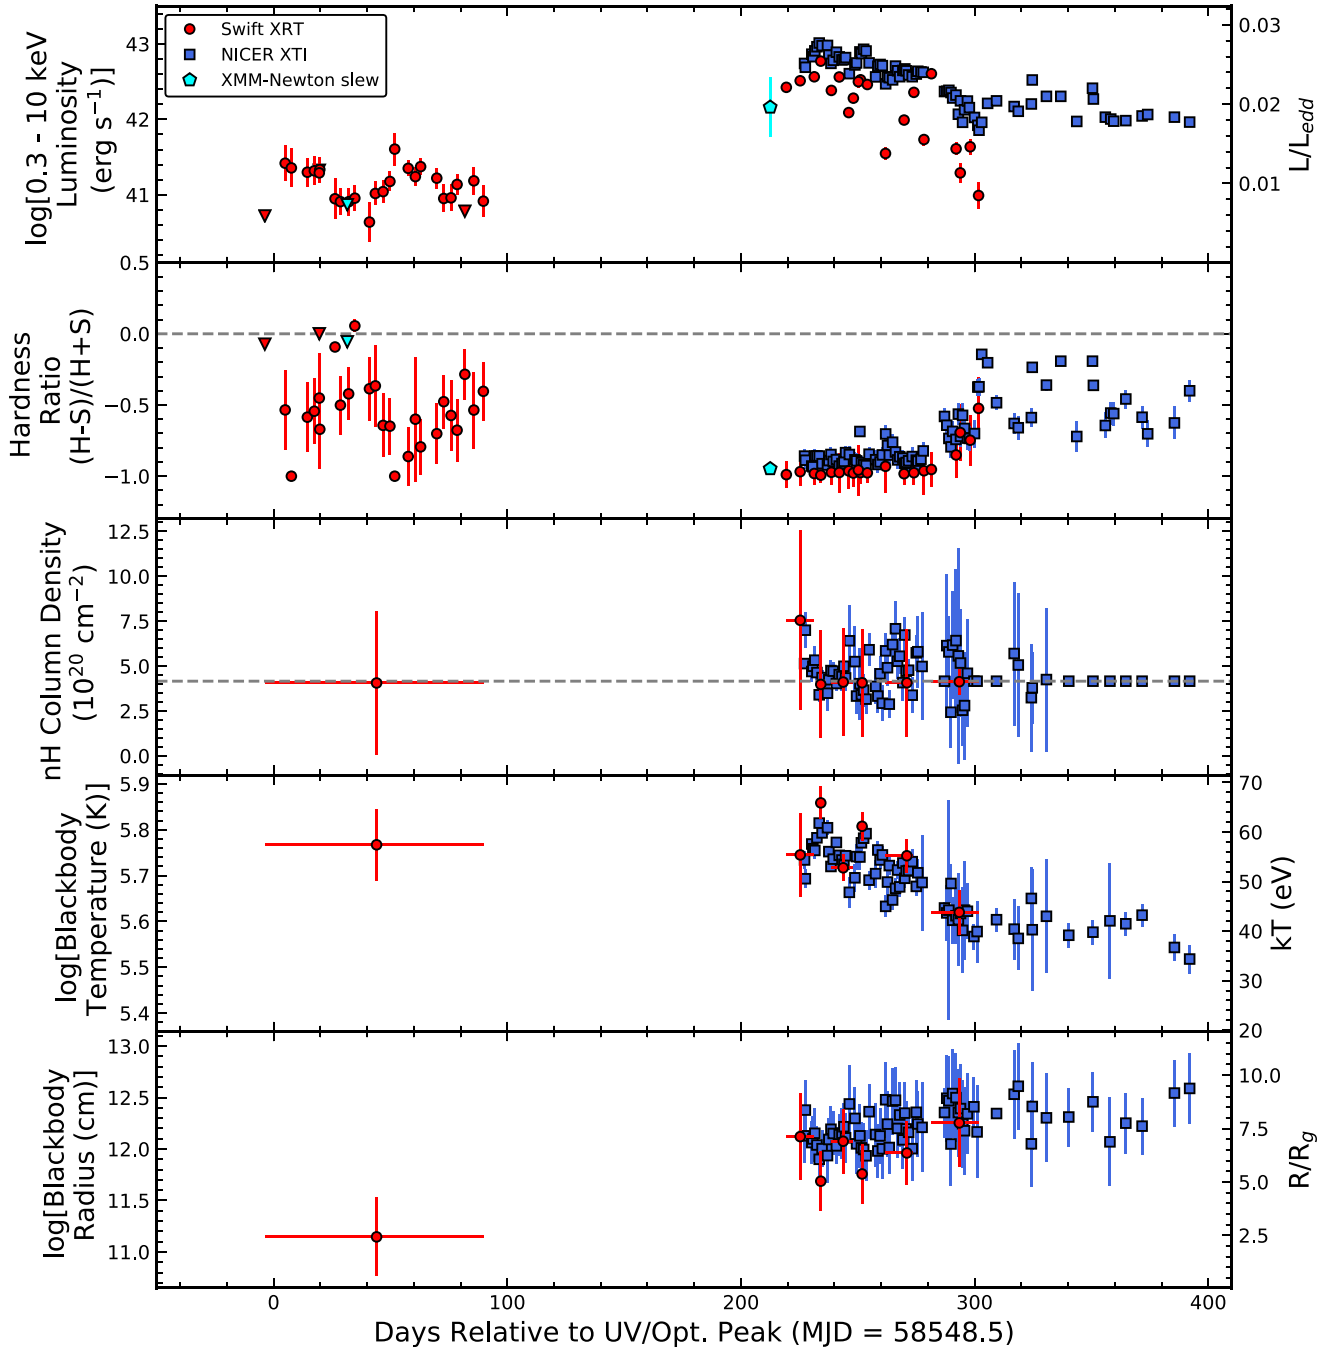 log[0.3 - 10 keV
Luminosity
(erg s⁻¹)]
43
42
41
Swift XRT
NICER XTI
XMM-Newton slew
0.03
0.02
0.01
L/L_edd
Hardness
Ratio
(H-S)/(H+S)
0.5
0.0
−0.5
−1.0
nH Column Density
(10²⁰ cm⁻²)
12.5
10.0
7.5
5.0
2.5
0.0
log[Blackbody
Temperature (K)]
5.9
5.8
5.7
5.6
5.5
5.4
70
60
50
40
30
20
kT (eV)
log[Blackbody
Radius (cm)]
13.0
12.5
12.0
11.5
11.0
10.0
7.5
5.0
2.5
R/R_g
0 100 200 300 400
Days Relative to UV/Opt. Peak (MJD = 58548.5)